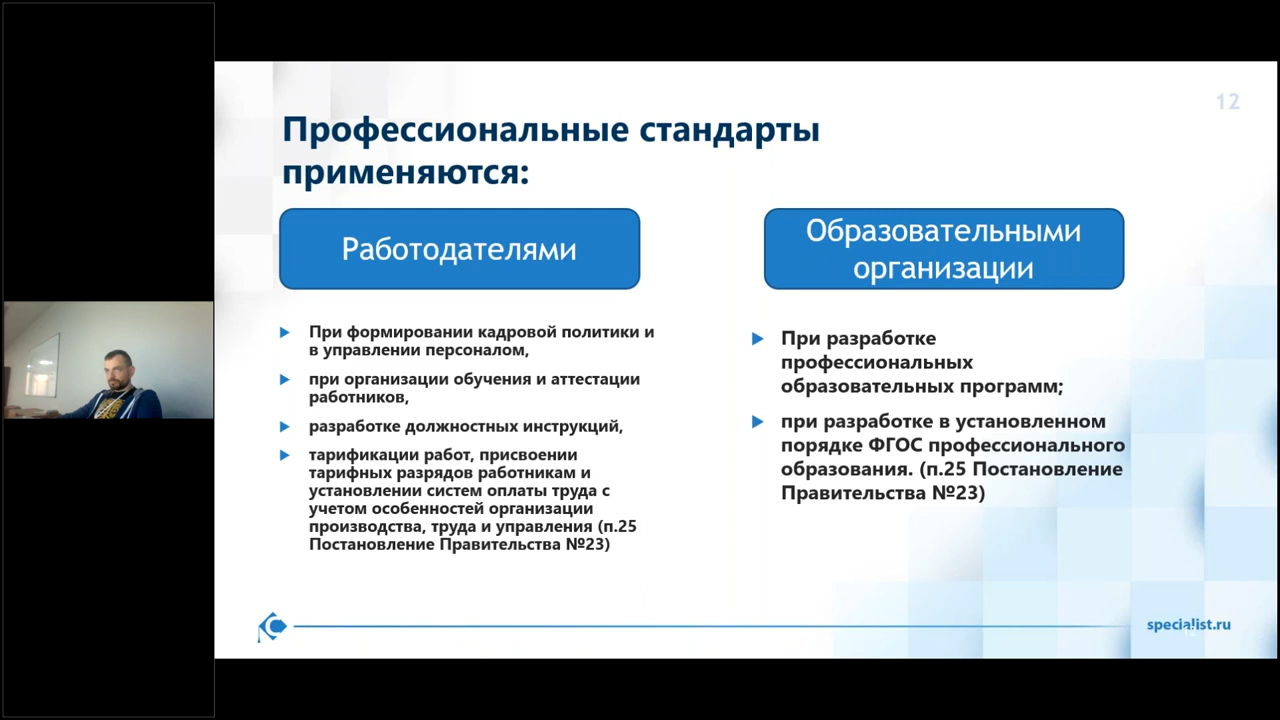 12
Профессиональные стандарты
применяются:
Работодателями
При формировании кадровой политики и
в управлении персоналом,
при организации обучения и аттестации
работников,
разработке должностных инструкций,
тарификации работ, присвоении
тарифных разрядов работникам и
установлении систем оплаты труда с
учетом особенностей организации
производства, труда и управления (п.25
Постановление Правительства №23)
Образовательными
организации
При разработке
профессиональных
образовательных программ;
при разработке в установленном
порядке ФГОС профессионального
образования. (п.25 Постановление
Правительства №23)
specialist.ru